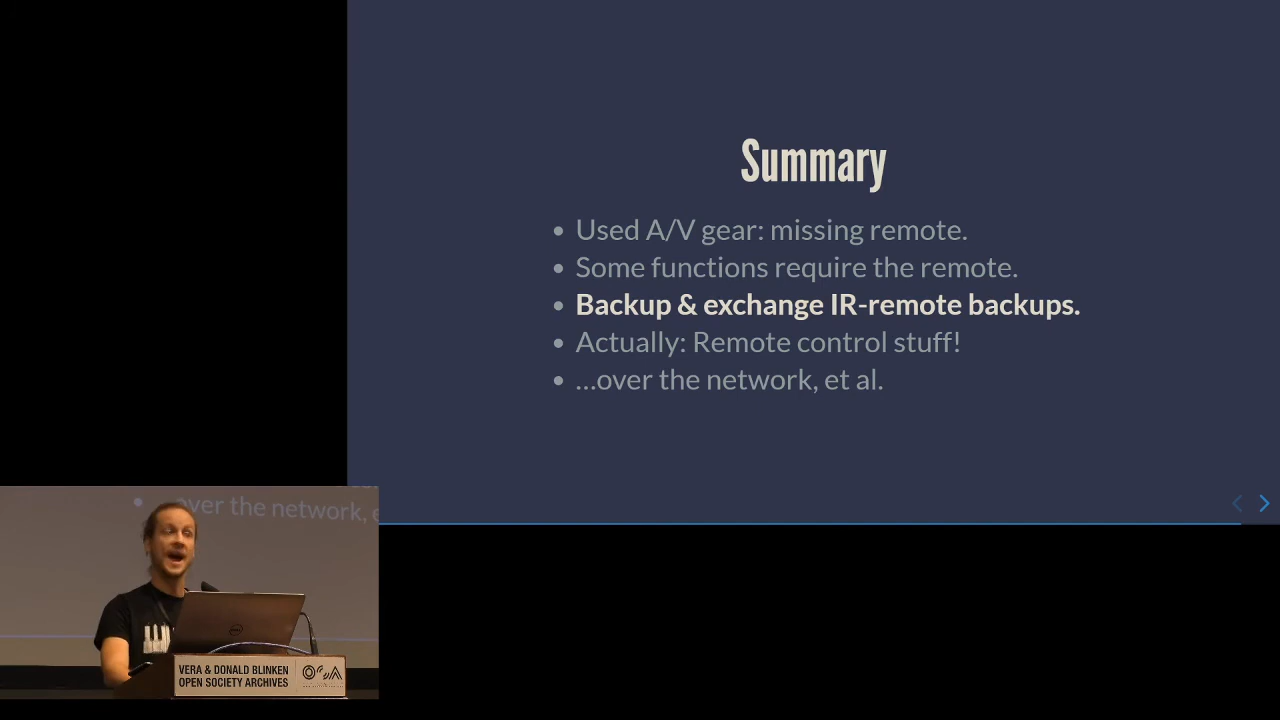 Summary
Used A/V gear: missing remote.
Some functions require the remote.
Backup & exchange IR-remote backups.
Actually: Remote control stuff!
...over the network, et al.
over the network, e
VERA & DONALD BLINKEN
OPEN SOCIETY ARCHIVES